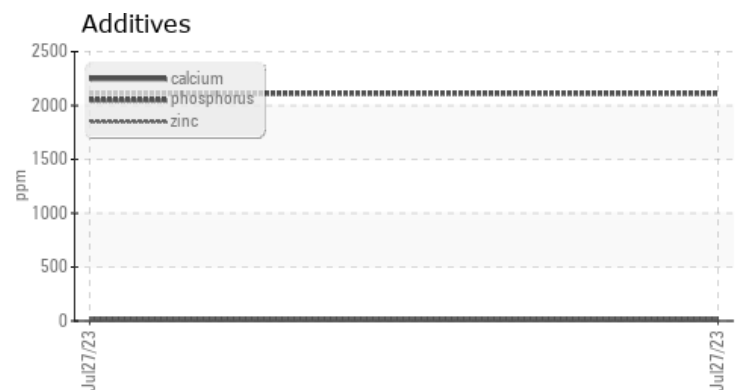 Additives
2500
2000
1500
1000
500
0
ppm
calcium
phosphorus
zinc
Jul27/23
Jul27/23